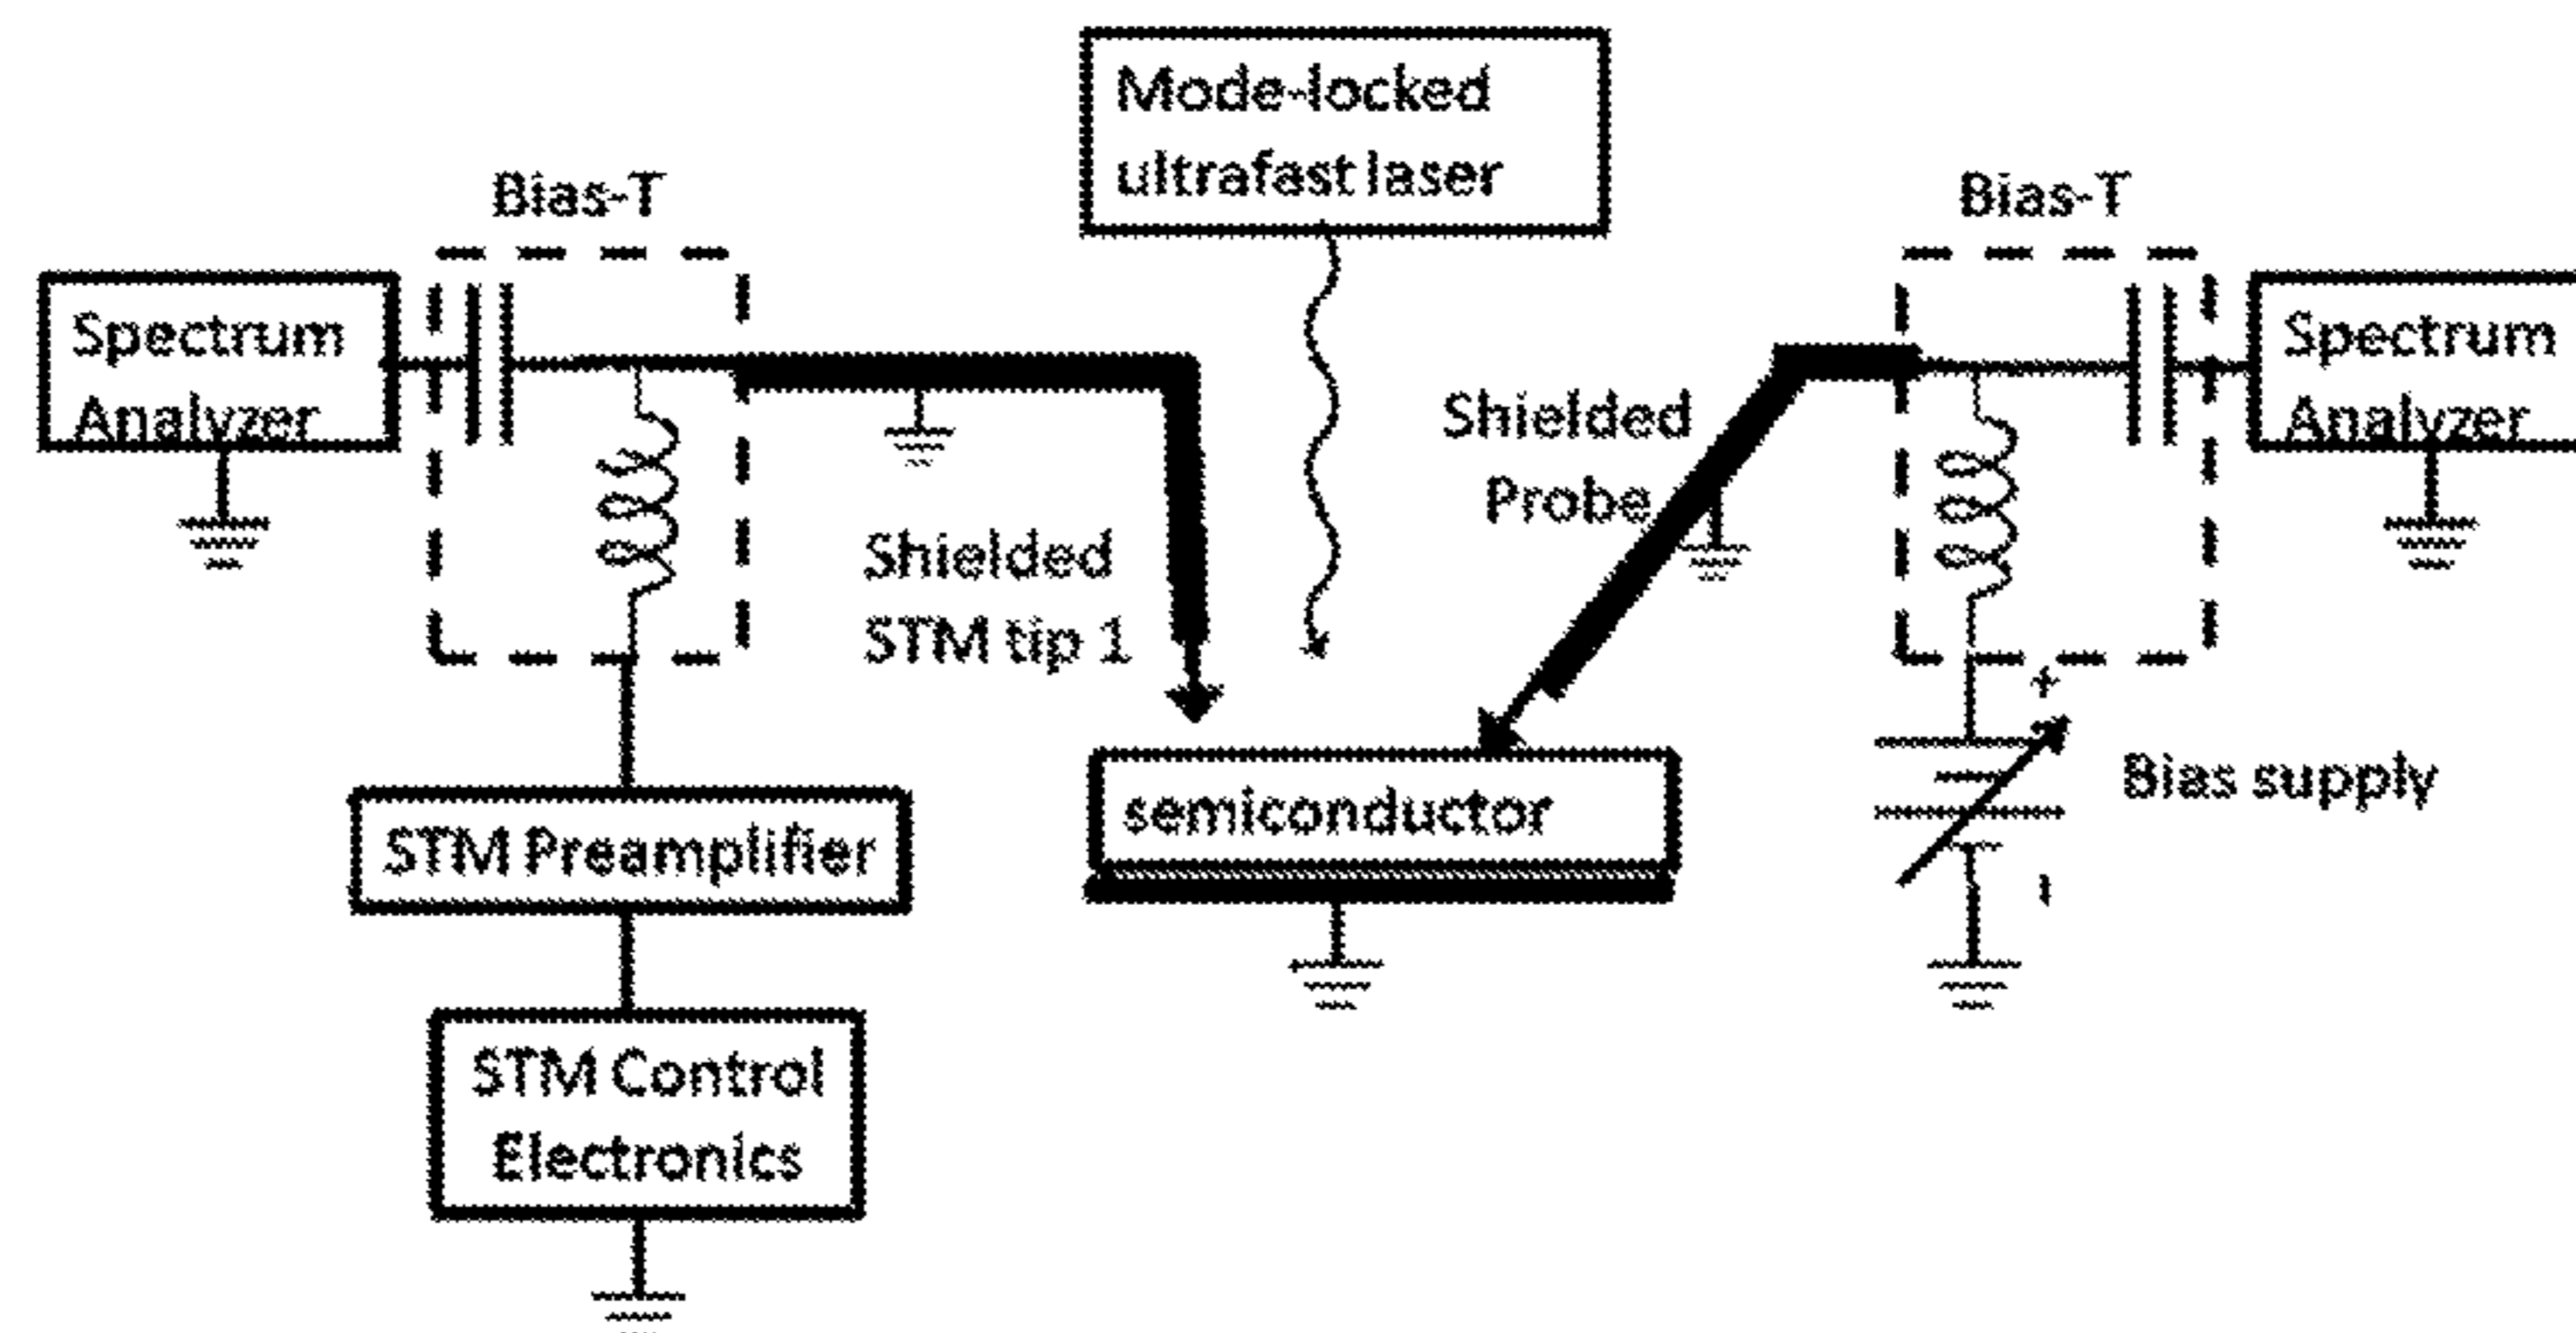 Mode-locked
ultrafast laser
Bias-T
Bias-T
Spectrum
Analyzer
Spectrum
Analyzer
Shielded
Probe
Shielded
STM tip 1
+
Bias supply
-
semiconductor
STM Preamplifier
STM Control
Electronics